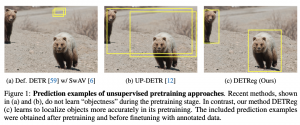 (a) Def. DETR [59] w/ SwAV [6]
(b) UP-DETR [12]
(c) DETReg (Ours)
Figure 1: Prediction examples of unsupervised pretraining approaches. Recent methods, shown
in (a) and (b), do not learn “objectness” during the pretraining stage. In contrast, our method DETReg
(c) learns to localize objects more accurately in its pretraining. The included prediction examples
were obtained after pretraining and before finetuning with annotated data.